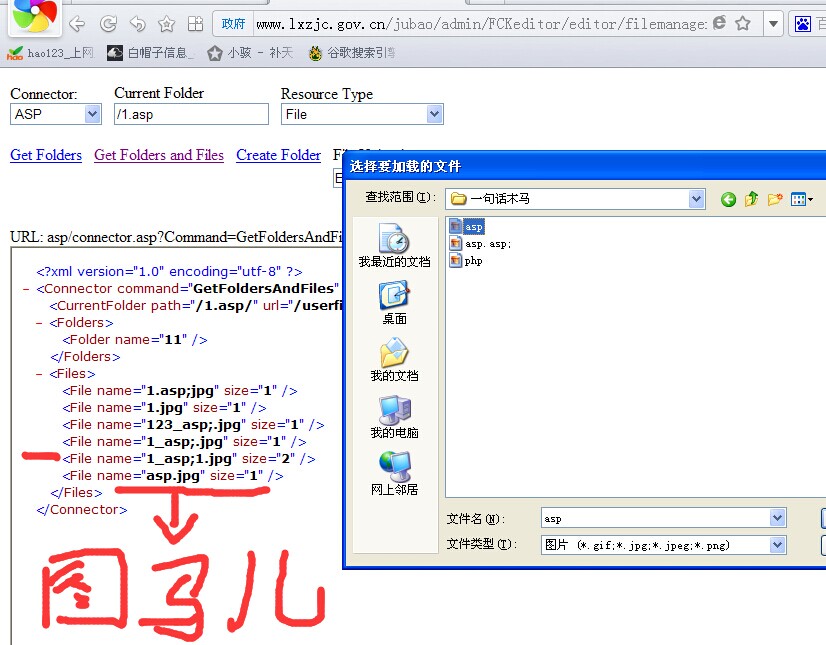 政府 www.lxzjc.gov.cn/jubao/admin/FCKeditor/editor/filemanage:
hao123_上网 白帽子信息_ 小骇 - 补天 谷歌搜索引
Connector: Current Folder Resource Type
ASP /1.asp File
Get Folders Get Folders and Files Create Folder
选择要加载的文件
查找范围(I): 一句话木马
asp
asp.asp;
php
我最近的文档
桌面
我的文档
我的电脑
网上邻居
文件名(N): asp
文件类型(T): 图片 (*.gif;*.jpg;*.jpeg;*.png)
URL: asp/connector.asp?Command=GetFoldersAndFi
<?xml version="1.0" encoding="utf-8" ?>
- <Connector command="GetFoldersAndFiles"
<CurrentFolder path="/1.asp/" url="/userfi
- <Folders>
<Folder name="11" />
</Folders>
- <Files>
<File name="1.asp;jpg" size="1" />
<File name="1.jpg" size="1" />
<File name="123_asp;.jpg" size="1" />
<File name="1_asp;.jpg" size="1" />
<File name="1_asp;1.jpg" size="2" />
<File name="asp.jpg" size="1" />
</Files>
</Connector>
图马儿